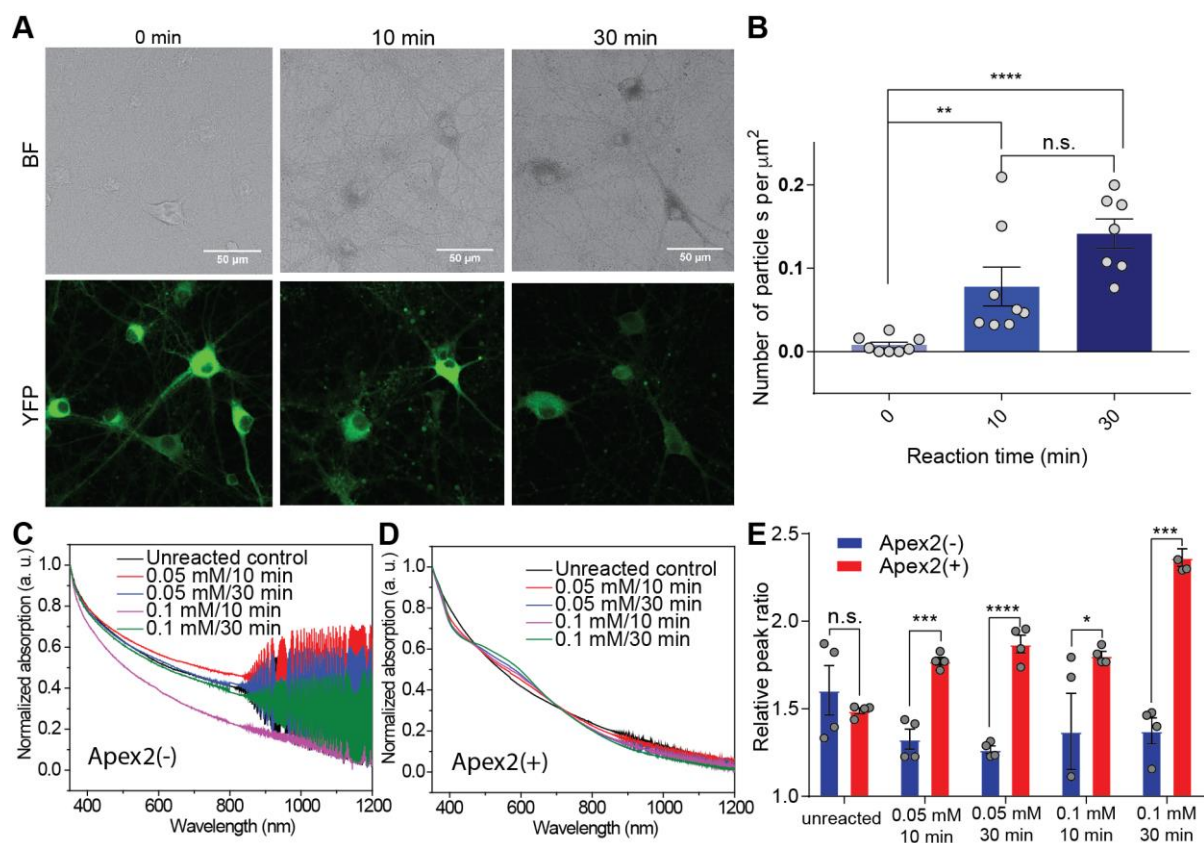 A
0 min
10 min
30 min
BF
50 µm
50 µm
50 µm
YFP
B
****
**
n.s.
Number of particle s per µm²
0.2
0.1
0.0
0
10
30
Reaction time (min)
C
Normalized absorption (a. u.)
1.0
0.8
0.6
0.4
0.2
0.0
Unreacted control
0.05 mM/10 min
0.05 mM/30 min
0.1 mM/10 min
0.1 mM/30 min
Apex2(-)
400 600 800 1000 1200
Wavelength (nm)
D
Normalized absorption (a. u.)
1.0
0.8
0.6
0.4
0.2
0.0
Unreacted control
0.05 mM/10 min
0.05 mM/30 min
0.1 mM/10 min
0.1 mM/30 min
Apex2(+)
400 600 800 1000 1200
Wavelength (nm)
E
Relative peak ratio
2.5
2.0
1.5
1.0
Apex2(-)
Apex2(+)
n.s.
***
****
*
***
unreacted
0.05 mM
10 min
0.05 mM
30 min
0.1 mM
10 min
0.1 mM
30 min